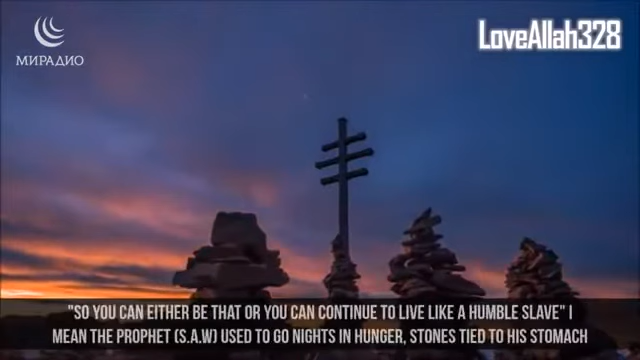 МИРАДИО
LoveAllah328
"SO YOU CAN EITHER BE THAT OR YOU CAN CONTINUE TO LIVE LIKE A HUMBLE SLAVE" I
MEAN THE PROPHET (S.A.W) USED TO GO NIGHTS IN HUNGER, STONES TIED TO HIS STOMACH